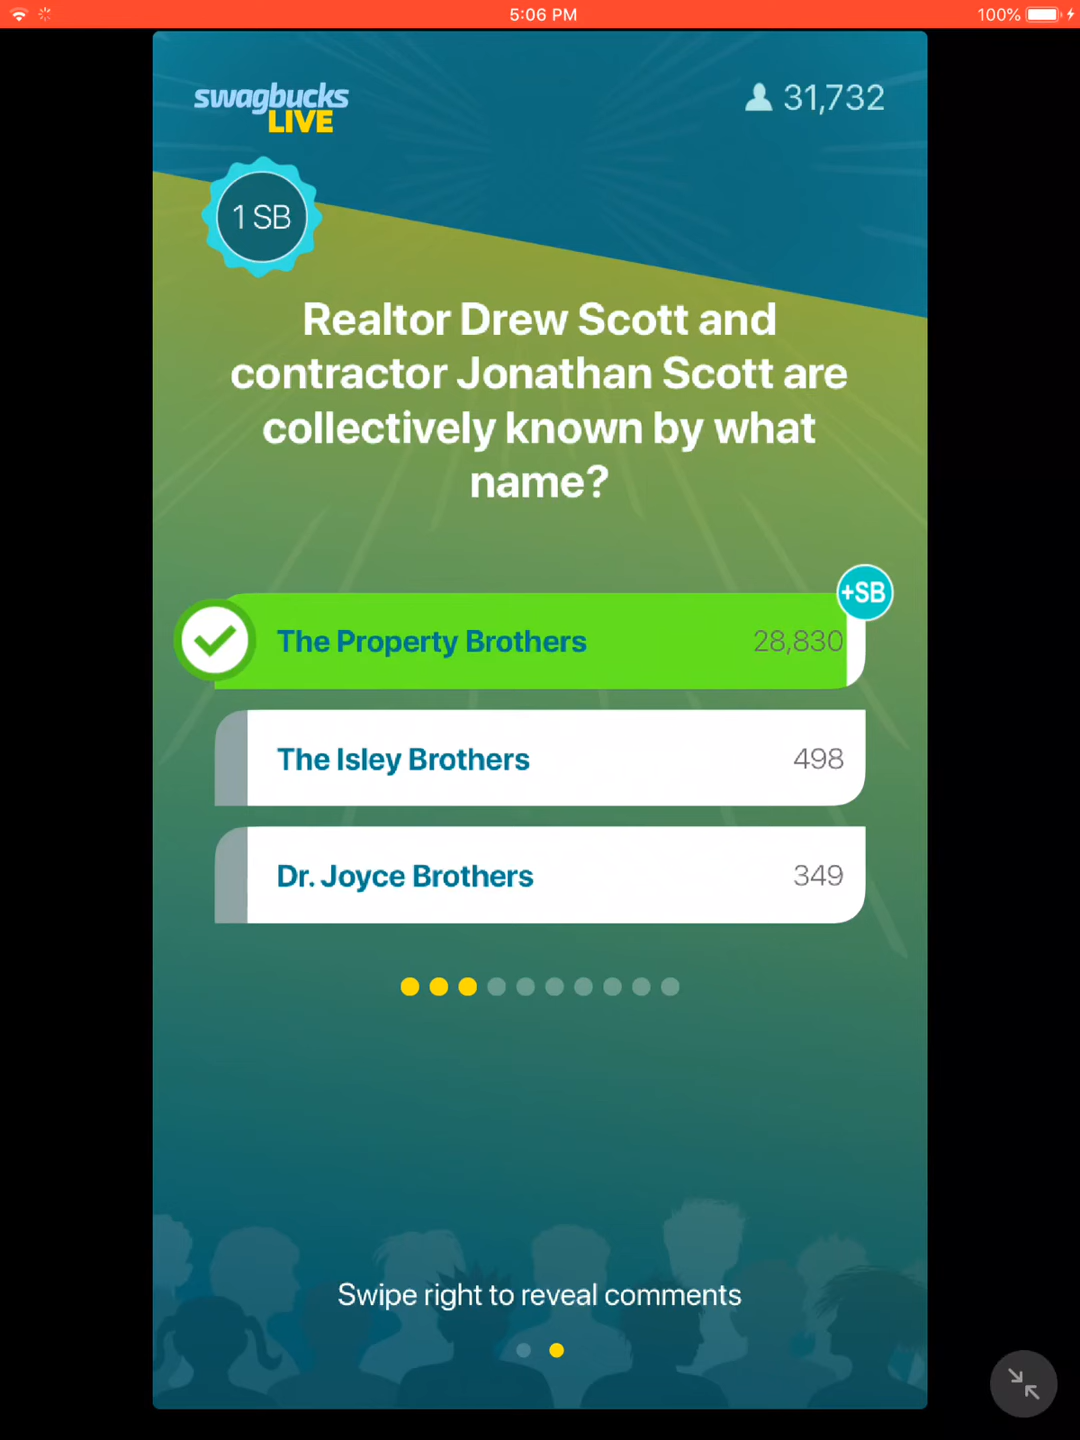 5:06 PM
100%
swagbucks
LIVE
31,732
1 SB
Realtor Drew Scott and
contractor Jonathan Scott are
collectively known by what
name?
+SB
The Property Brothers 28,830
The Isley Brothers 498
Dr. Joyce Brothers 349
Swipe right to reveal comments